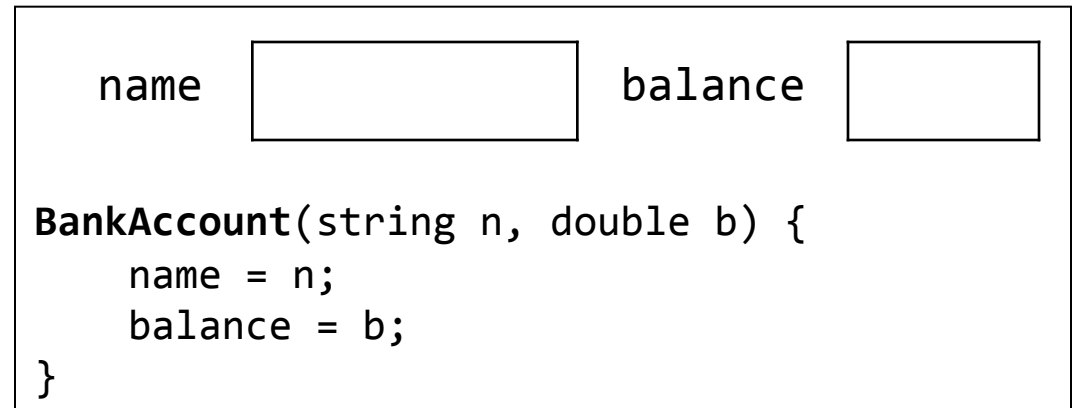 name balance
BankAccount(string n, double b) {
    name = n;
    balance = b;
}